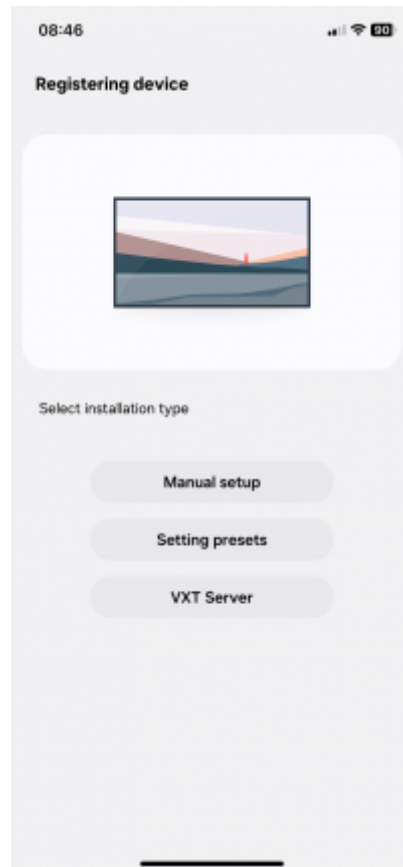 08:46
90
Registering device
Select installation type
Manual setup
Setting presets
VXT Server